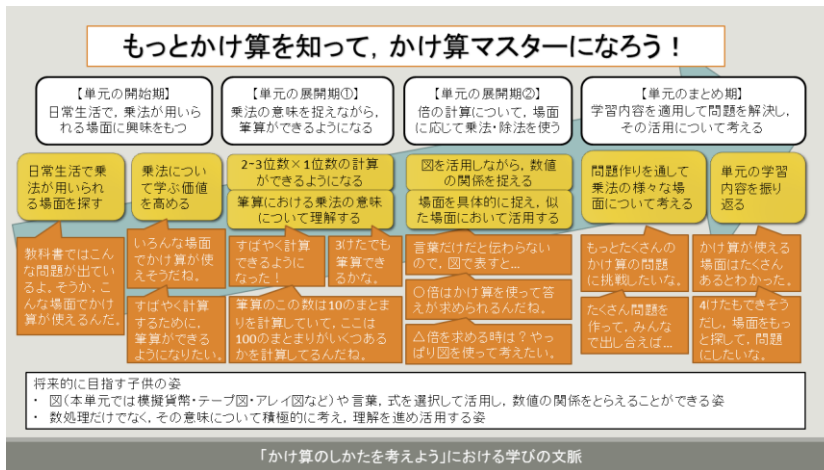 もっとかけ算を知って，かけ算マスターになろう！
【単元の開始期】
日常生活で，乗法が用いら
れる場面に興味をもつ
【単元の展開期①】
乗法の意味を捉えながら，
筆算ができるようになる
【単元の展開期②】
倍の計算について，場面
に応じて乗法・除法を使う
【単元のまとめ期】
学習内容を適用して問題を解決し，
その活用について考える
日常生活で乗
法が用いられ
る場面を探す
乗法につい
て学ぶ価値
を高める
2-3位数×1位数の計算
ができるようになる
筆算における乗法の意味
について理解する
図を活用しながら，数値
の関係を捉える
場面を具体的に捉え，似
た場面において活用する
問題作りを通して
乗法の様々な場
面について考える
単元の学習
内容を振り
返る
教科書ではこ
んな問題が出てい
るよ。そうか，こ
んな場面でかけ
算が使えるんだ。
いろんな場面
でかけ算が使
えそうだね。
すばやく計算
するために，
筆算ができる
ようになりたい。
すばやく計算
できるように
なった！
3けたでも
筆算でき
るかな。
筆算のこの数は10のまとま
りを計算していて，ここは
100のまとまりがいくつある
かを計算してるんだね。
言葉だけだと伝わらない
ので，図で表すと…
〇倍はかけ算を使って答
えが求められるんだね。
△倍を求める時は？やっ
ぱり図を使って考えたい。
もっとたくさんの
かけ算の問題
に挑戦したいな。
たくさん問題を
作って，みんな
で出し合えば…
かけ算が使える
場面はたくさん
あるとわかった。
4けたもできそう
だし，場面をもっ
と探して，問題
にしたいな。
将来的に目指す子供の姿
・ 図（本単元では模擬貨幣・テープ図・アレイ図など）や言葉，式を選択して活用し，数値の関係をとらえることができる姿
・ 数処理だけでなく，その意味について積極的に考え，理解を進め活用する姿
「かけ算のしかたを考えよう」における学びの文脈